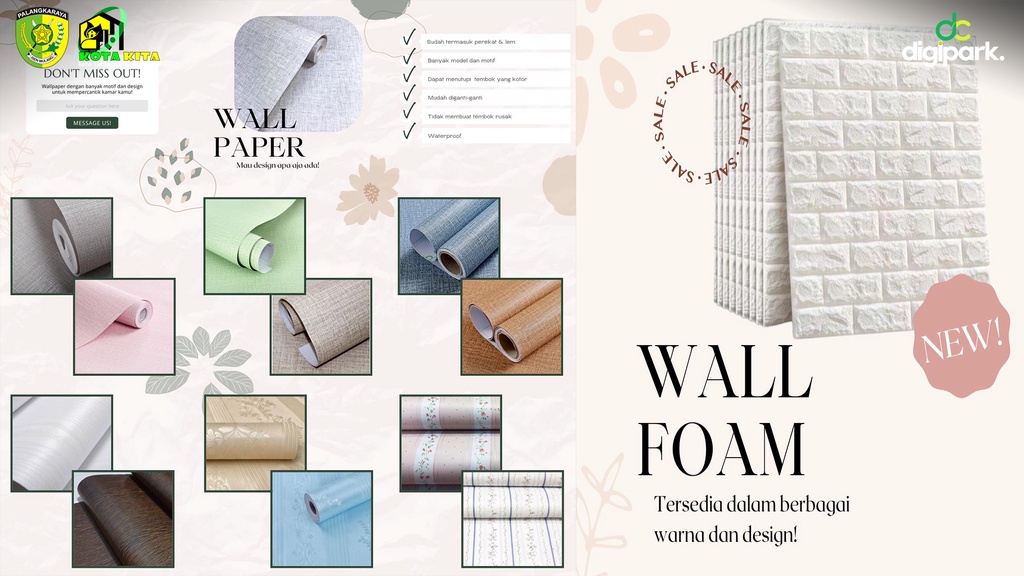 PALANGKARAYA
KOTA KITA
DON'T MISS OUT!
Wallpaper dengan banyak motif dan design
untuk mempercantik kamar kamu!
Ask your question here
MESSAGE US!
WALL
PAPER
Mau design apa aja ada!
Sudah termasuk perekat & lem
Banyak model dan motif
Dapat menutupi tembok yang kotor
Mudah diganti-ganti
Tidak membuat tembok rusak
Waterproof
SALE · SALE · SALE · SALE · SALE · SALE ·
dc
digipark.
NEW!
WALL
FOAM
Tersedia dalam berbagai
warna dan design!